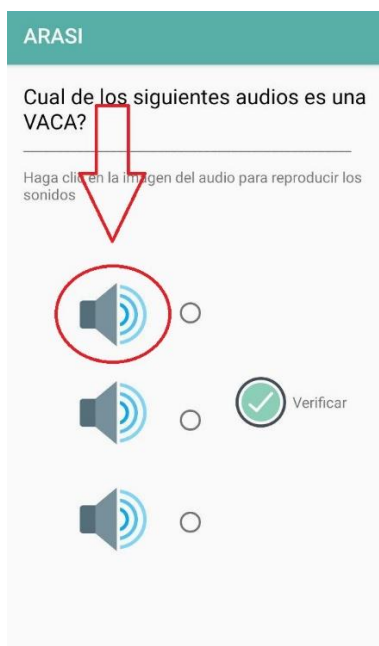 ARASI
Cual de los siguientes audios es una
VACA?
Haga clic en la imagen del audio para reproducir los
sonidos
Verificar